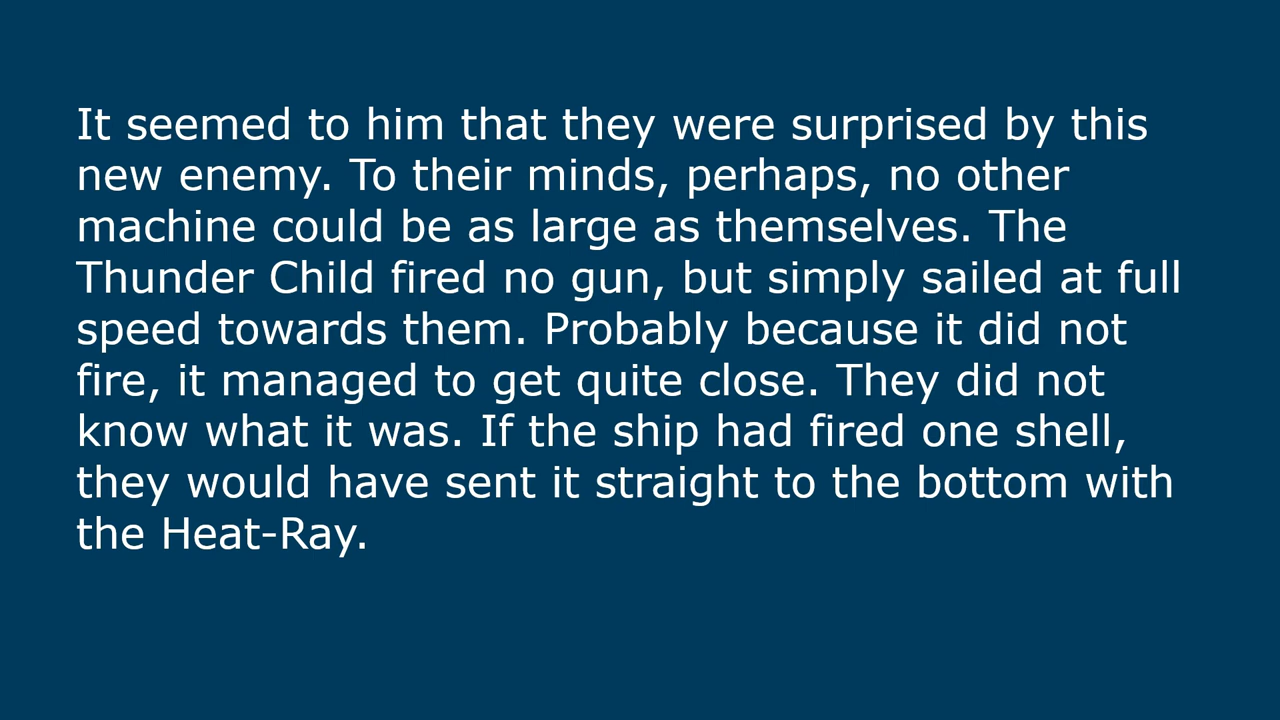 It seemed to him that they were surprised by this
new enemy. To their minds, perhaps, no other
machine could be as large as themselves. The
Thunder Child fired no gun, but simply sailed at full
speed towards them. Probably because it did not
fire, it managed to get quite close. They did not
know what it was. If the ship had fired one shell,
they would have sent it straight to the bottom with
the Heat-Ray.